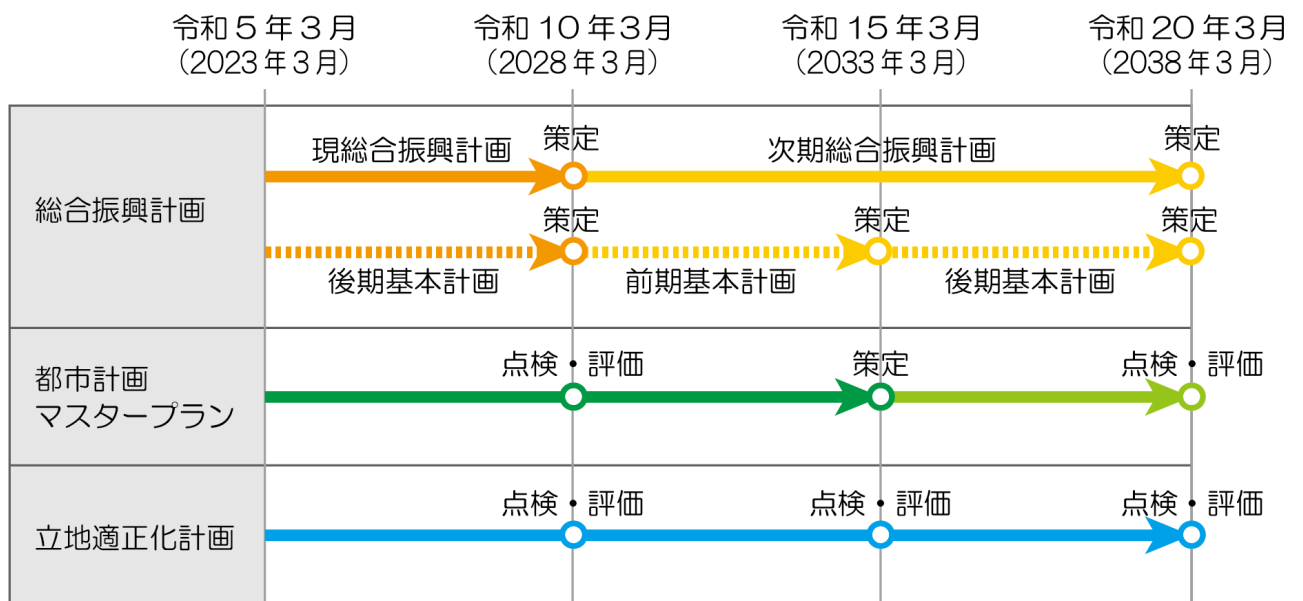 令和5年3月
(2023年3月)
令和10年3月
(2028年3月)
令和15年3月
(2033年3月)
令和20年3月
(2038年3月)
総合振興計画
現総合振興計画
策定
次期総合振興計画
策定
後期基本計画
策定
前期基本計画
策定
後期基本計画
策定
都市計画
マスタープラン
点検・評価
策定
点検・評価
立地適正化計画
点検・評価
点検・評価
点検・評価